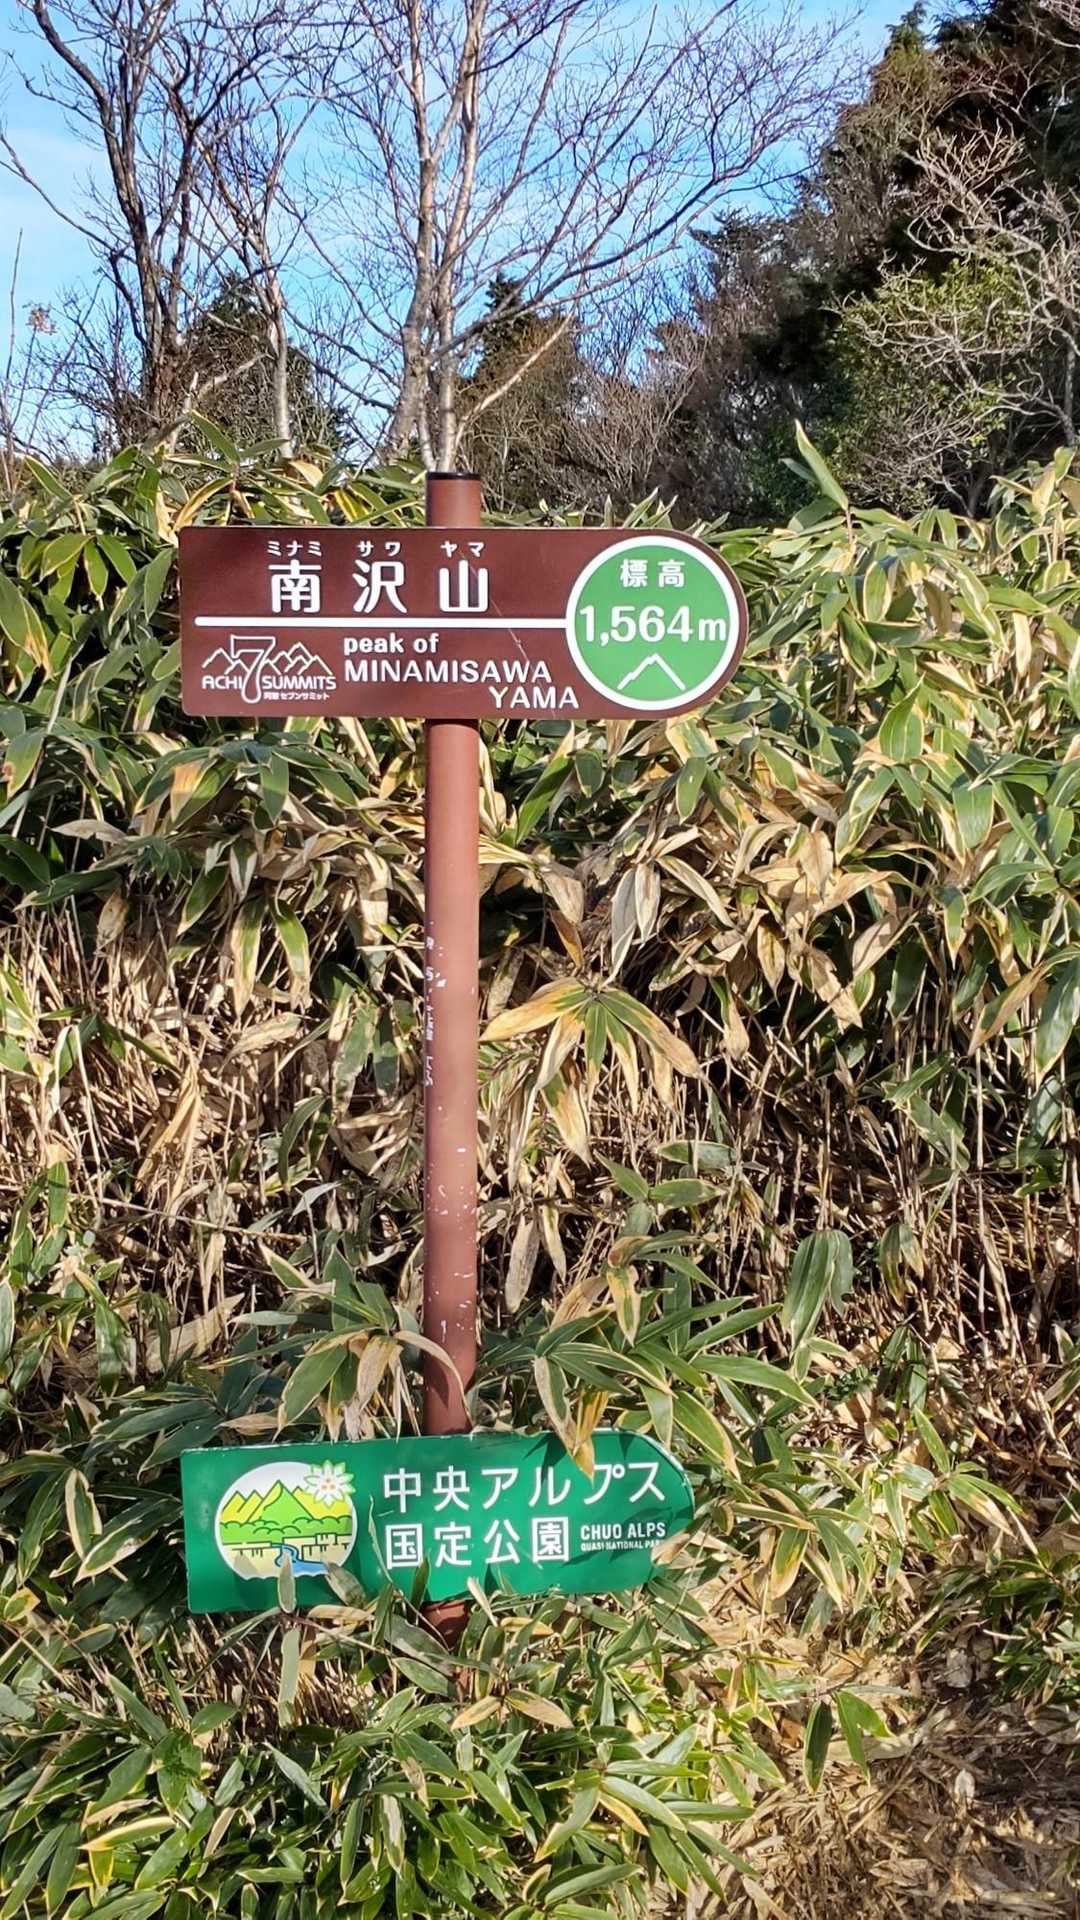 ミナミ サワ ヤマ
南沢山
標高
1,564m
peak of
MINAMISAWA
YAMA
ACHI 7 SUMMITS
阿智セブンサミット
中央アルプス
国定公園
CHUO ALPS
QUASI-NATIONAL